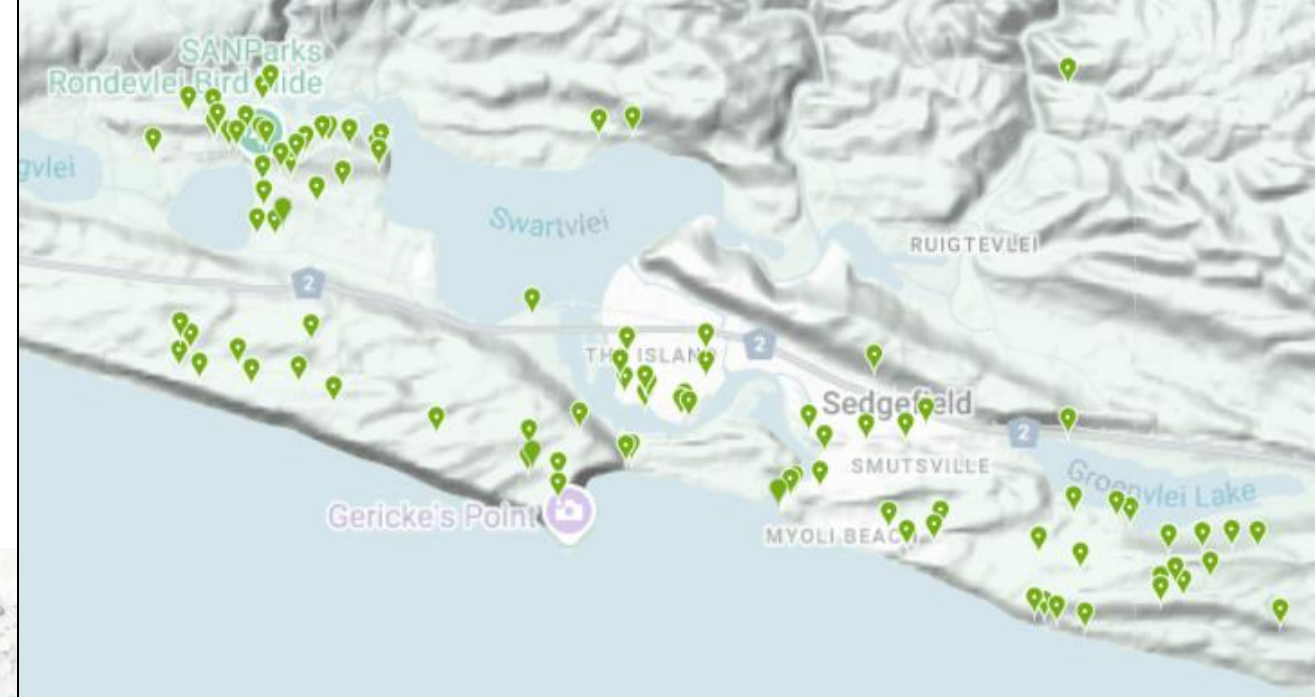 SANParks
Rondevlei Bird Hide
gvlei
Swartvlei
RUIGTEVLEI
2
THE ISLAND
2
Sedgefield
2
SMUTSVILLE
Groenvlei Lake
Gericke's Point
MYOLI BEACH